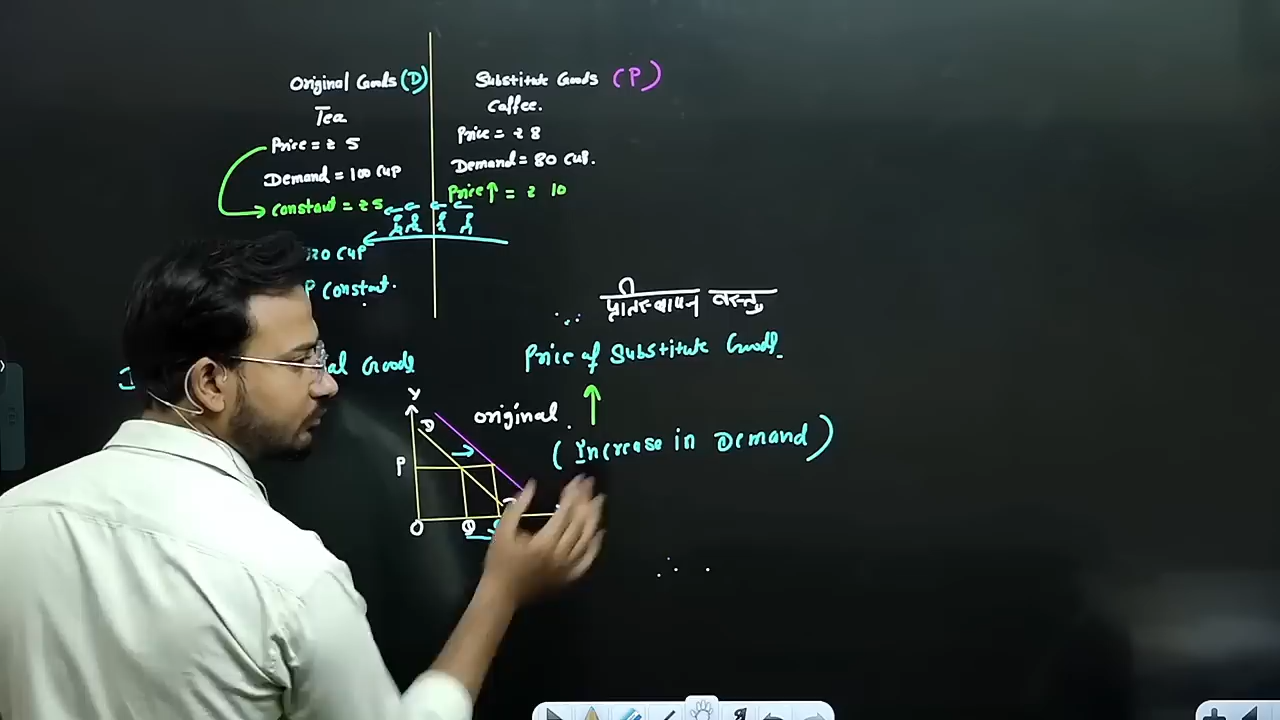 Original Goods (D)
Tea
Price = ₹ 5
Demand = 100 Cup
Constant = ₹ 5
20 Cup
P Constant.
Substitute Goods (P)
Caffee.
Price = ₹ 8
Demand = 80 Cup.
Price ↑ = ₹ 10
प्रतिस्थापन वस्तु
∴ Price of Substitute Goods.
↑
(Increase in Demand)
al Goods
original.
Y
D
P
O
Q